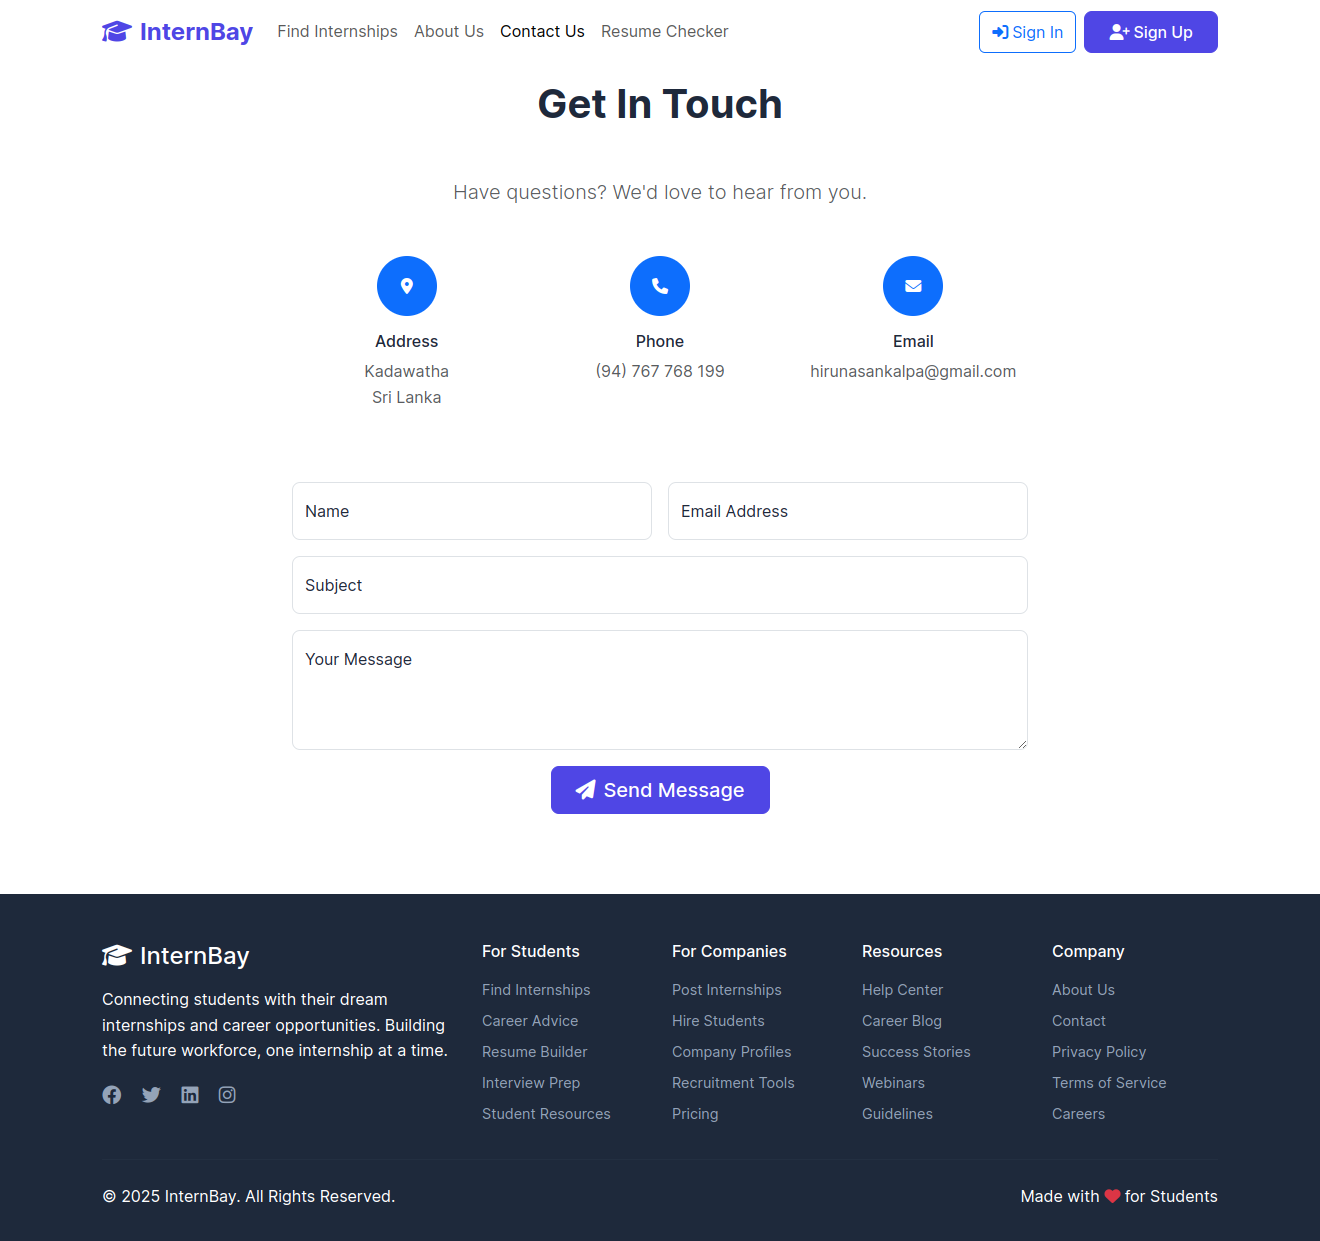 InternBay
Find Internships
About Us
Contact Us
Resume Checker
Sign In
Sign Up
Get In Touch
Have questions? We'd love to hear from you.
Address
Kadawatha
Sri Lanka
Phone
(94) 767 768 199
Email
hirunasankalpa@gmail.com
Name
Email Address
Subject
Your Message
Send Message
InternBay
Connecting students with their dream
internships and career opportunities. Building
the future workforce, one internship at a time.
For Students
Find Internships
Career Advice
Resume Builder
Interview Prep
Student Resources
For Companies
Post Internships
Hire Students
Company Profiles
Recruitment Tools
Pricing
Resources
Help Center
Career Blog
Success Stories
Webinars
Guidelines
Company
About Us
Contact
Privacy Policy
Terms of Service
Careers
© 2025 InternBay. All Rights Reserved.
Made with ❤ for Students